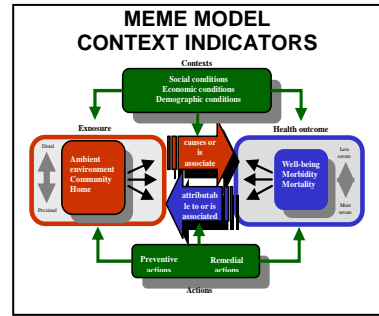 MEME MODEL
CONTEXT INDICATORS
Contexts
Social conditions
Economic conditions
Demographic conditions
Exposure
Health outcome
Distal
Proximal
Ambient
environment
Community
Home
causes or
is
associate
attributab
le to or is
associated
Well-being
Morbidity
Mortality
Less
severe
More
severe
Preventive
actions
Remedial
actions
Actions